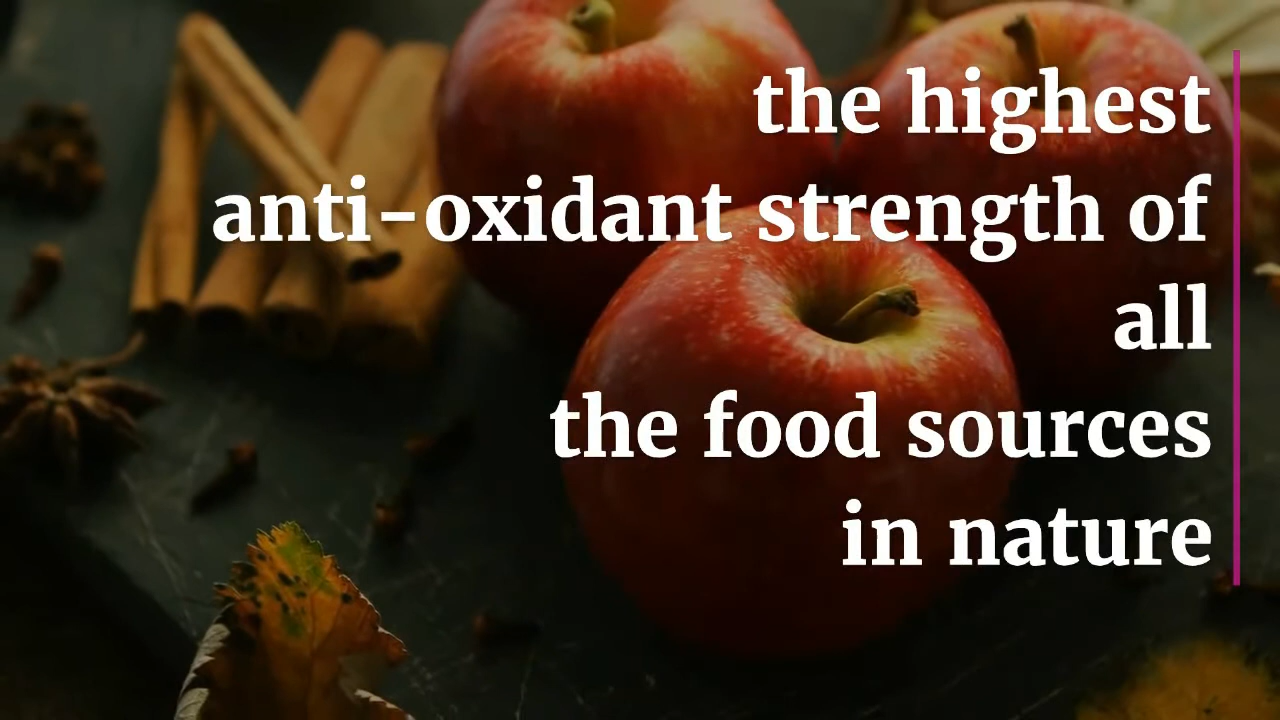 the highest
anti-oxidant strength of
all
the food sources
in nature